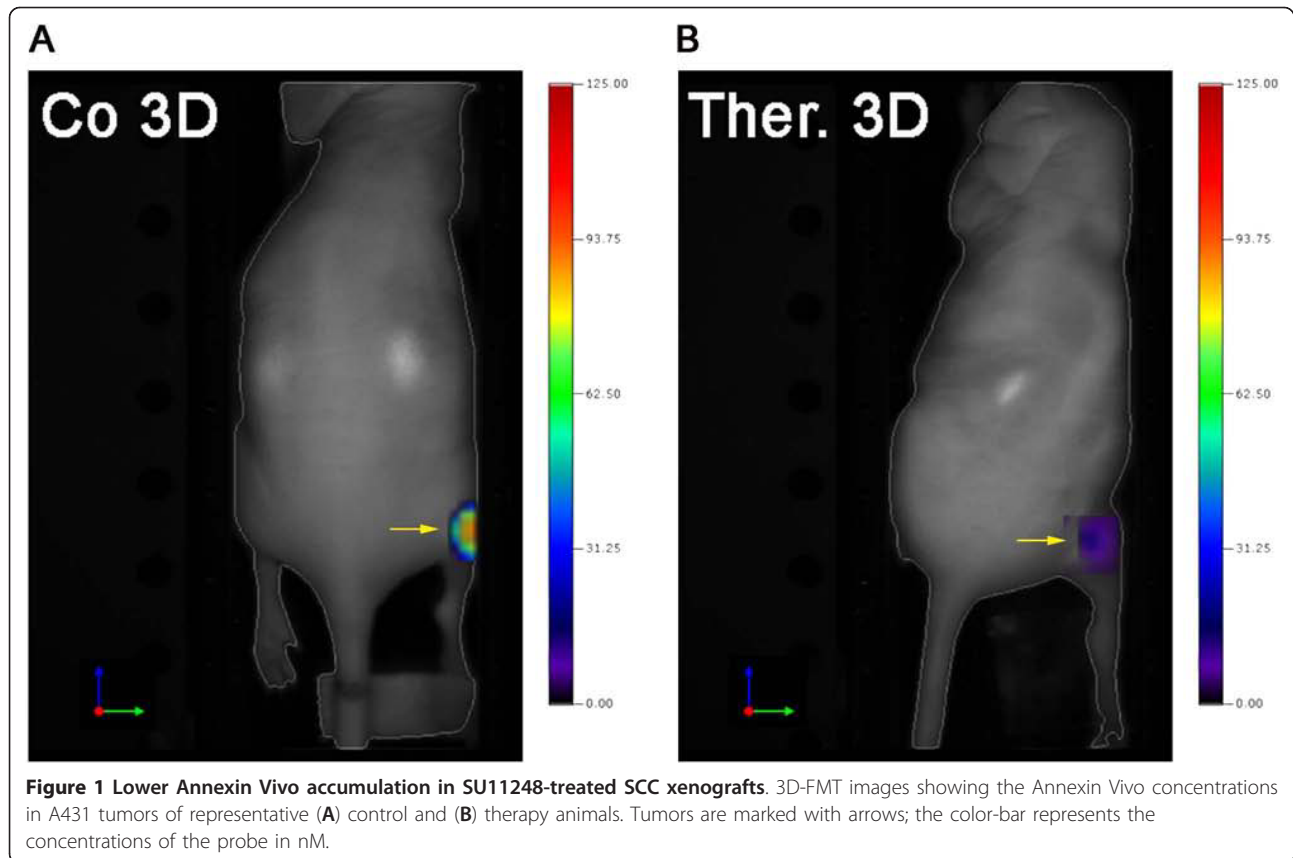 A
B
Co 3D
125.00
93.75
62.50
31.25
0.00
Ther. 3D
125.00
93.75
62.50
31.25
0.00
Figure 1 Lower Annexin Vivo accumulation in SU11248-treated SCC xenografts. 3D-FMT images showing the Annexin Vivo concentrations
in A431 tumors of representative (A) control and (B) therapy animals. Tumors are marked with arrows; the color-bar represents the
concentrations of the probe in nM.